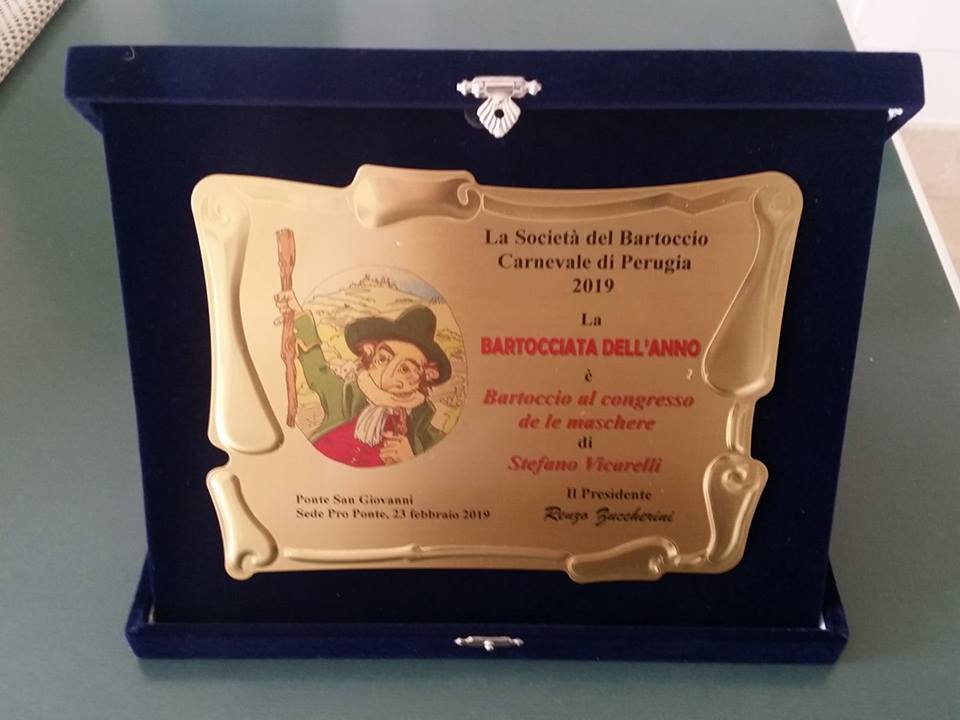 La Società del Bartoccio
Carnevale di Perugia
2019
La
BARTOCCIATA DELL'ANNO
è
Bartoccio al congresso
de le maschere
di
Stefano Vicarelli
Il Presidente
Renzo Zuccherini
Ponte San Giovanni
Sede Pro Ponte, 23 febbraio 2019